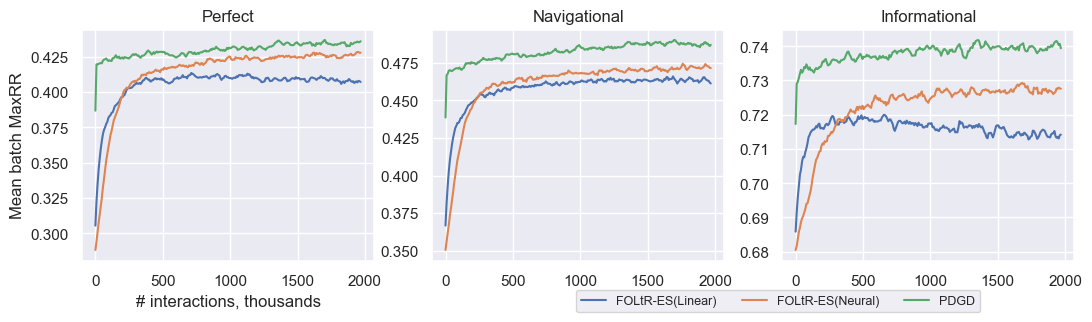 Perfect
Navigational
Informational
Mean batch MaxRR
0.425
0.400
0.375
0.350
0.325
0.300
0 500 1000 1500 2000
# interactions, thousands
0.475
0.450
0.425
0.400
0.375
0.350
0 500 1000 1500 2000
0.74
0.73
0.72
0.71
0.70
0.69
0.68
0 500 1000 1500 2000
FOLtR-ES(Linear) FOLtR-ES(Neural) PDGD